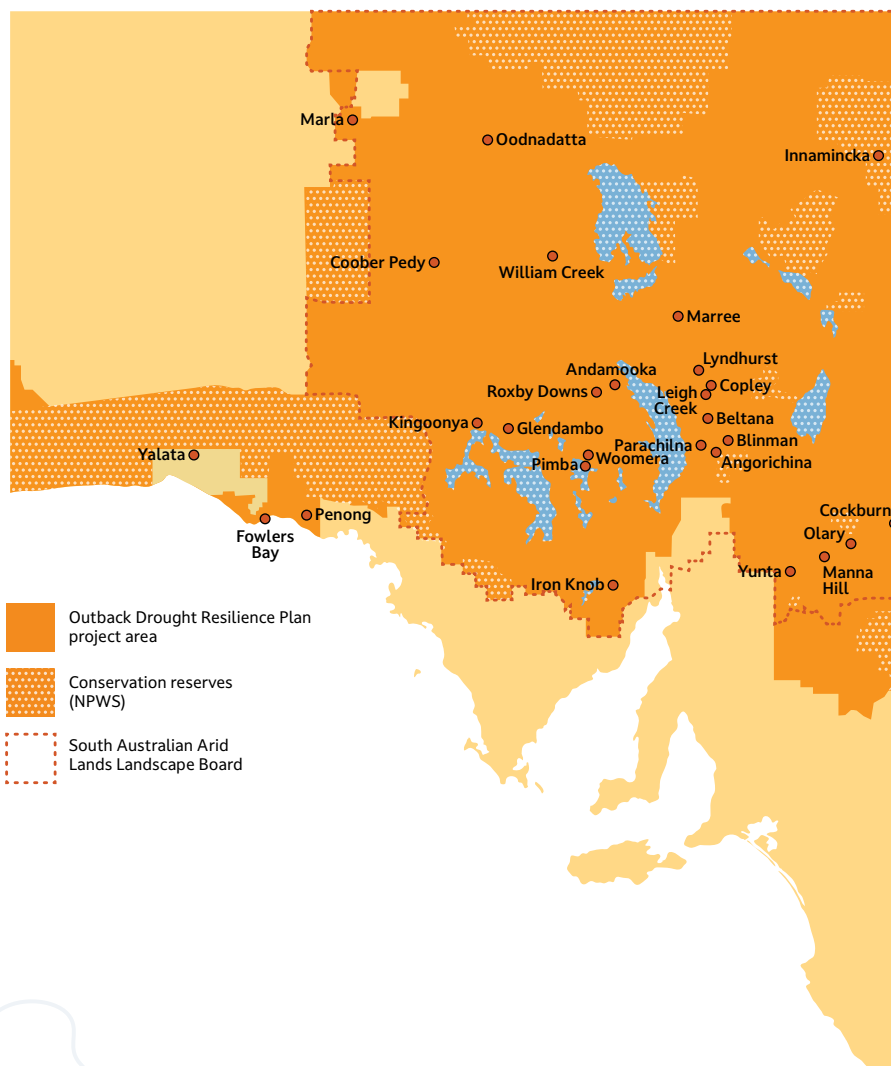 Marla
Oodnadatta
Innamincka
Coober Pedy
William Creek
Marree
Lyndhurst
Andamooka
Copley
Roxby Downs
Leigh
Creek
Beltana
Kingoonya
Glendambo
Blinman
Parachilna
Yalata
Woomera
Angorichina
Pimba
Cockburn
Penong
Olary
Fowlers
Bay
Yunta
Manna
Hill
Iron Knob
Outback Drought Resilience Plan
project area
Conservation reserves
(NPWS)
South Australian Arid
Lands Landscape Board